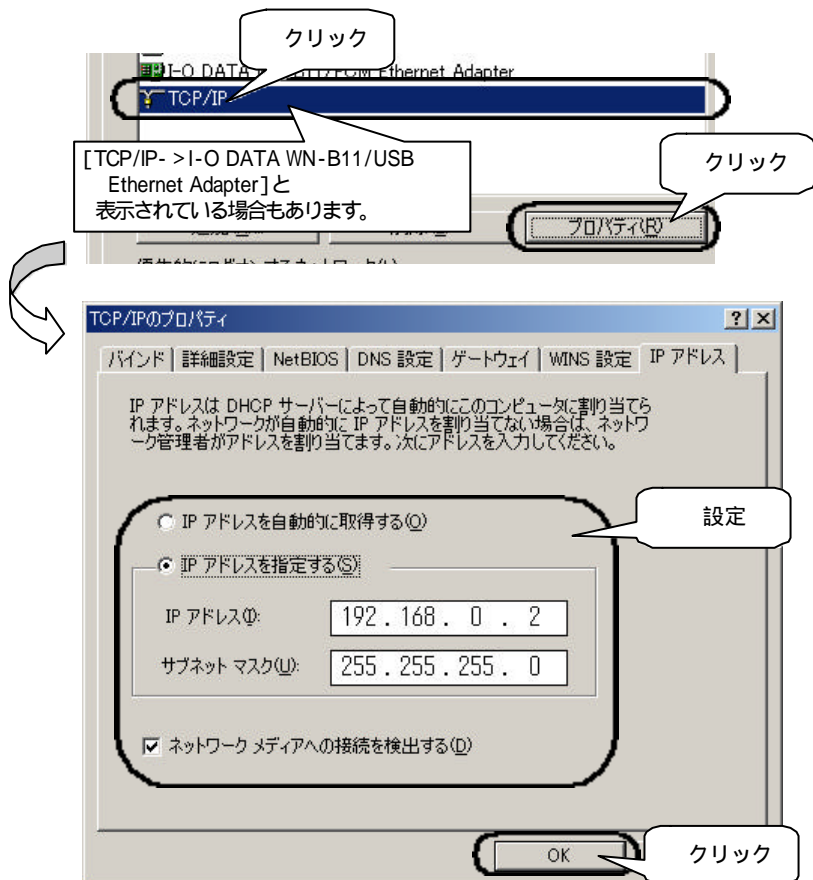 クリック
I-O DATA
Ethernet Adapter
TCP/IP
[TCP/IP- >I-O DATA WN-B11/USB
Ethernet Adapter]と
表示されている場合もあります。
クリック
プロパティ(R)
TCP/IPのプロパティ
バインド 詳細設定 NetBIOS DNS 設定 ゲートウェイ WINS 設定 IP アドレス
IP アドレスは DHCP サーバーによって自動的にこのコンピュータに割り当てら
れます。ネットワークが自動的に IP アドレスを割り当てない場合は、ネットワ
ーク管理者がアドレスを割り当てます。次にアドレスを入力してください。
設定
IP アドレスを自動的に取得する(O)
IP アドレスを指定する(S)
IP アドレス(I):
192 . 168 . 0 . 2
サブネット マスク(U):
255 . 255 . 255 . 0
ネットワーク メディアへの接続を検出する(D)
OK
クリック